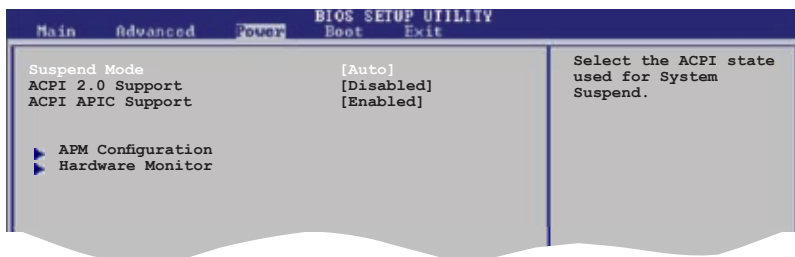 BIOS SETUP UTILITY
Main Advanced Power Boot Exit
Suspend Mode [Auto]
ACPI 2.0 Support [Disabled]
ACPI APIC Support [Enabled]
APM Configuration
Hardware Monitor
Select the ACPI state
used for System
Suspend.